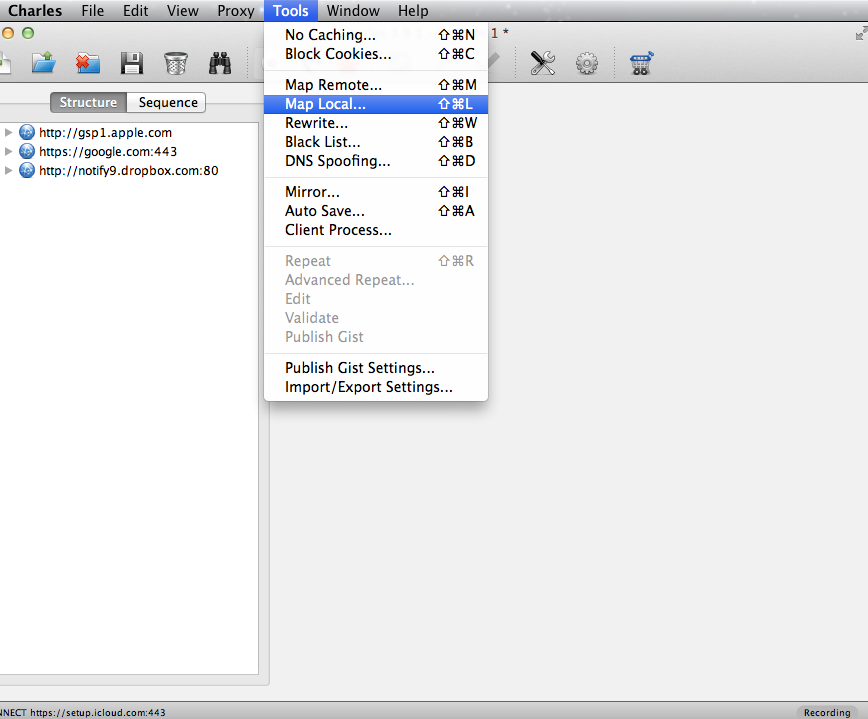 Charles File Edit View Proxy Tools Window Help
1 *
No Caching... ⇧⌘N
Block Cookies... ⇧⌘C
Map Remote... ⇧⌘M
Map Local... ⇧⌘L
Rewrite... ⇧⌘W
Black List... ⇧⌘B
DNS Spoofing... ⇧⌘D
Mirror... ⇧⌘I
Auto Save... ⇧⌘A
Client Process...
Repeat ⇧⌘R
Advanced Repeat...
Edit
Validate
Publish Gist
Publish Gist Settings...
Import/Export Settings...
Structure Sequence
http://gsp1.apple.com
https://google.com:443
http://notify9.dropbox.com:80
NNECT https://setup.icloud.com:443
Recording